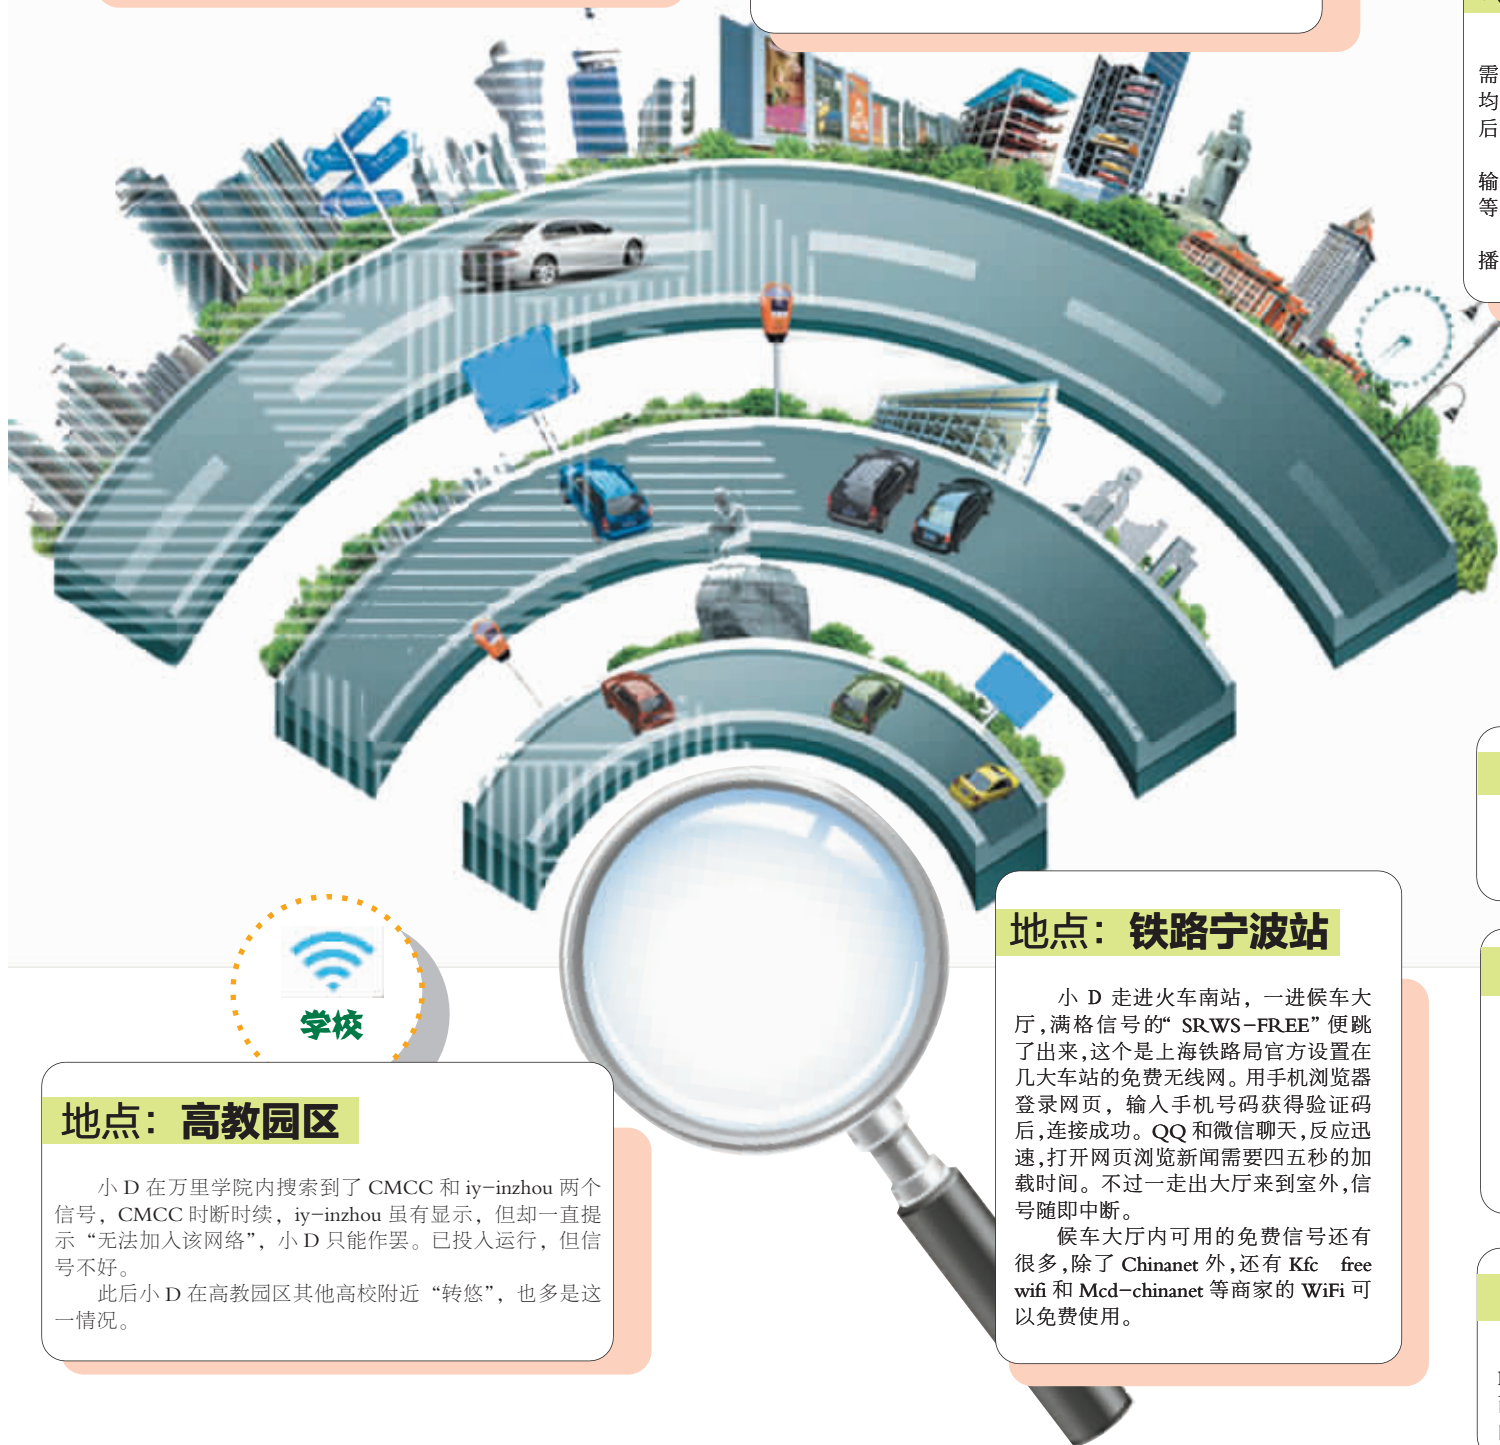 需
均
后
输
等
播
学校
地点：高教园区
小 D 在万里学院内搜索到了 CMCC 和 iy-inzhou 两个
信号，CMCC 时断时续，iy-inzhou 虽有显示，但却一直提
示“无法加入该网络”，小 D 只能作罢。已投入运行，但信
号不好。
此后小 D 在高教园区其他高校附近“转悠”，也多是这
一情况。
地点：铁路宁波站
小 D 走进火车南站，一进候车大
厅，满格信号的“SRWS-FREE”便跳
了出来，这个是上海铁路局官方设置在
几大车站的免费无线网。用手机浏览器
登录网页，输入手机号码获得验证码
后，连接成功。QQ 和微信聊天，反应迅
速，打开网页浏览新闻需要四五秒的加
载时间。不过一走出大厅来到室外，信
号随即中断。
候车大厅内可用的免费信号还有
很多，除了 Chinanet 外，还有 Kfc free
wifi 和 Mcd-chinanet 等商家的 WiFi 可
以免费使用。